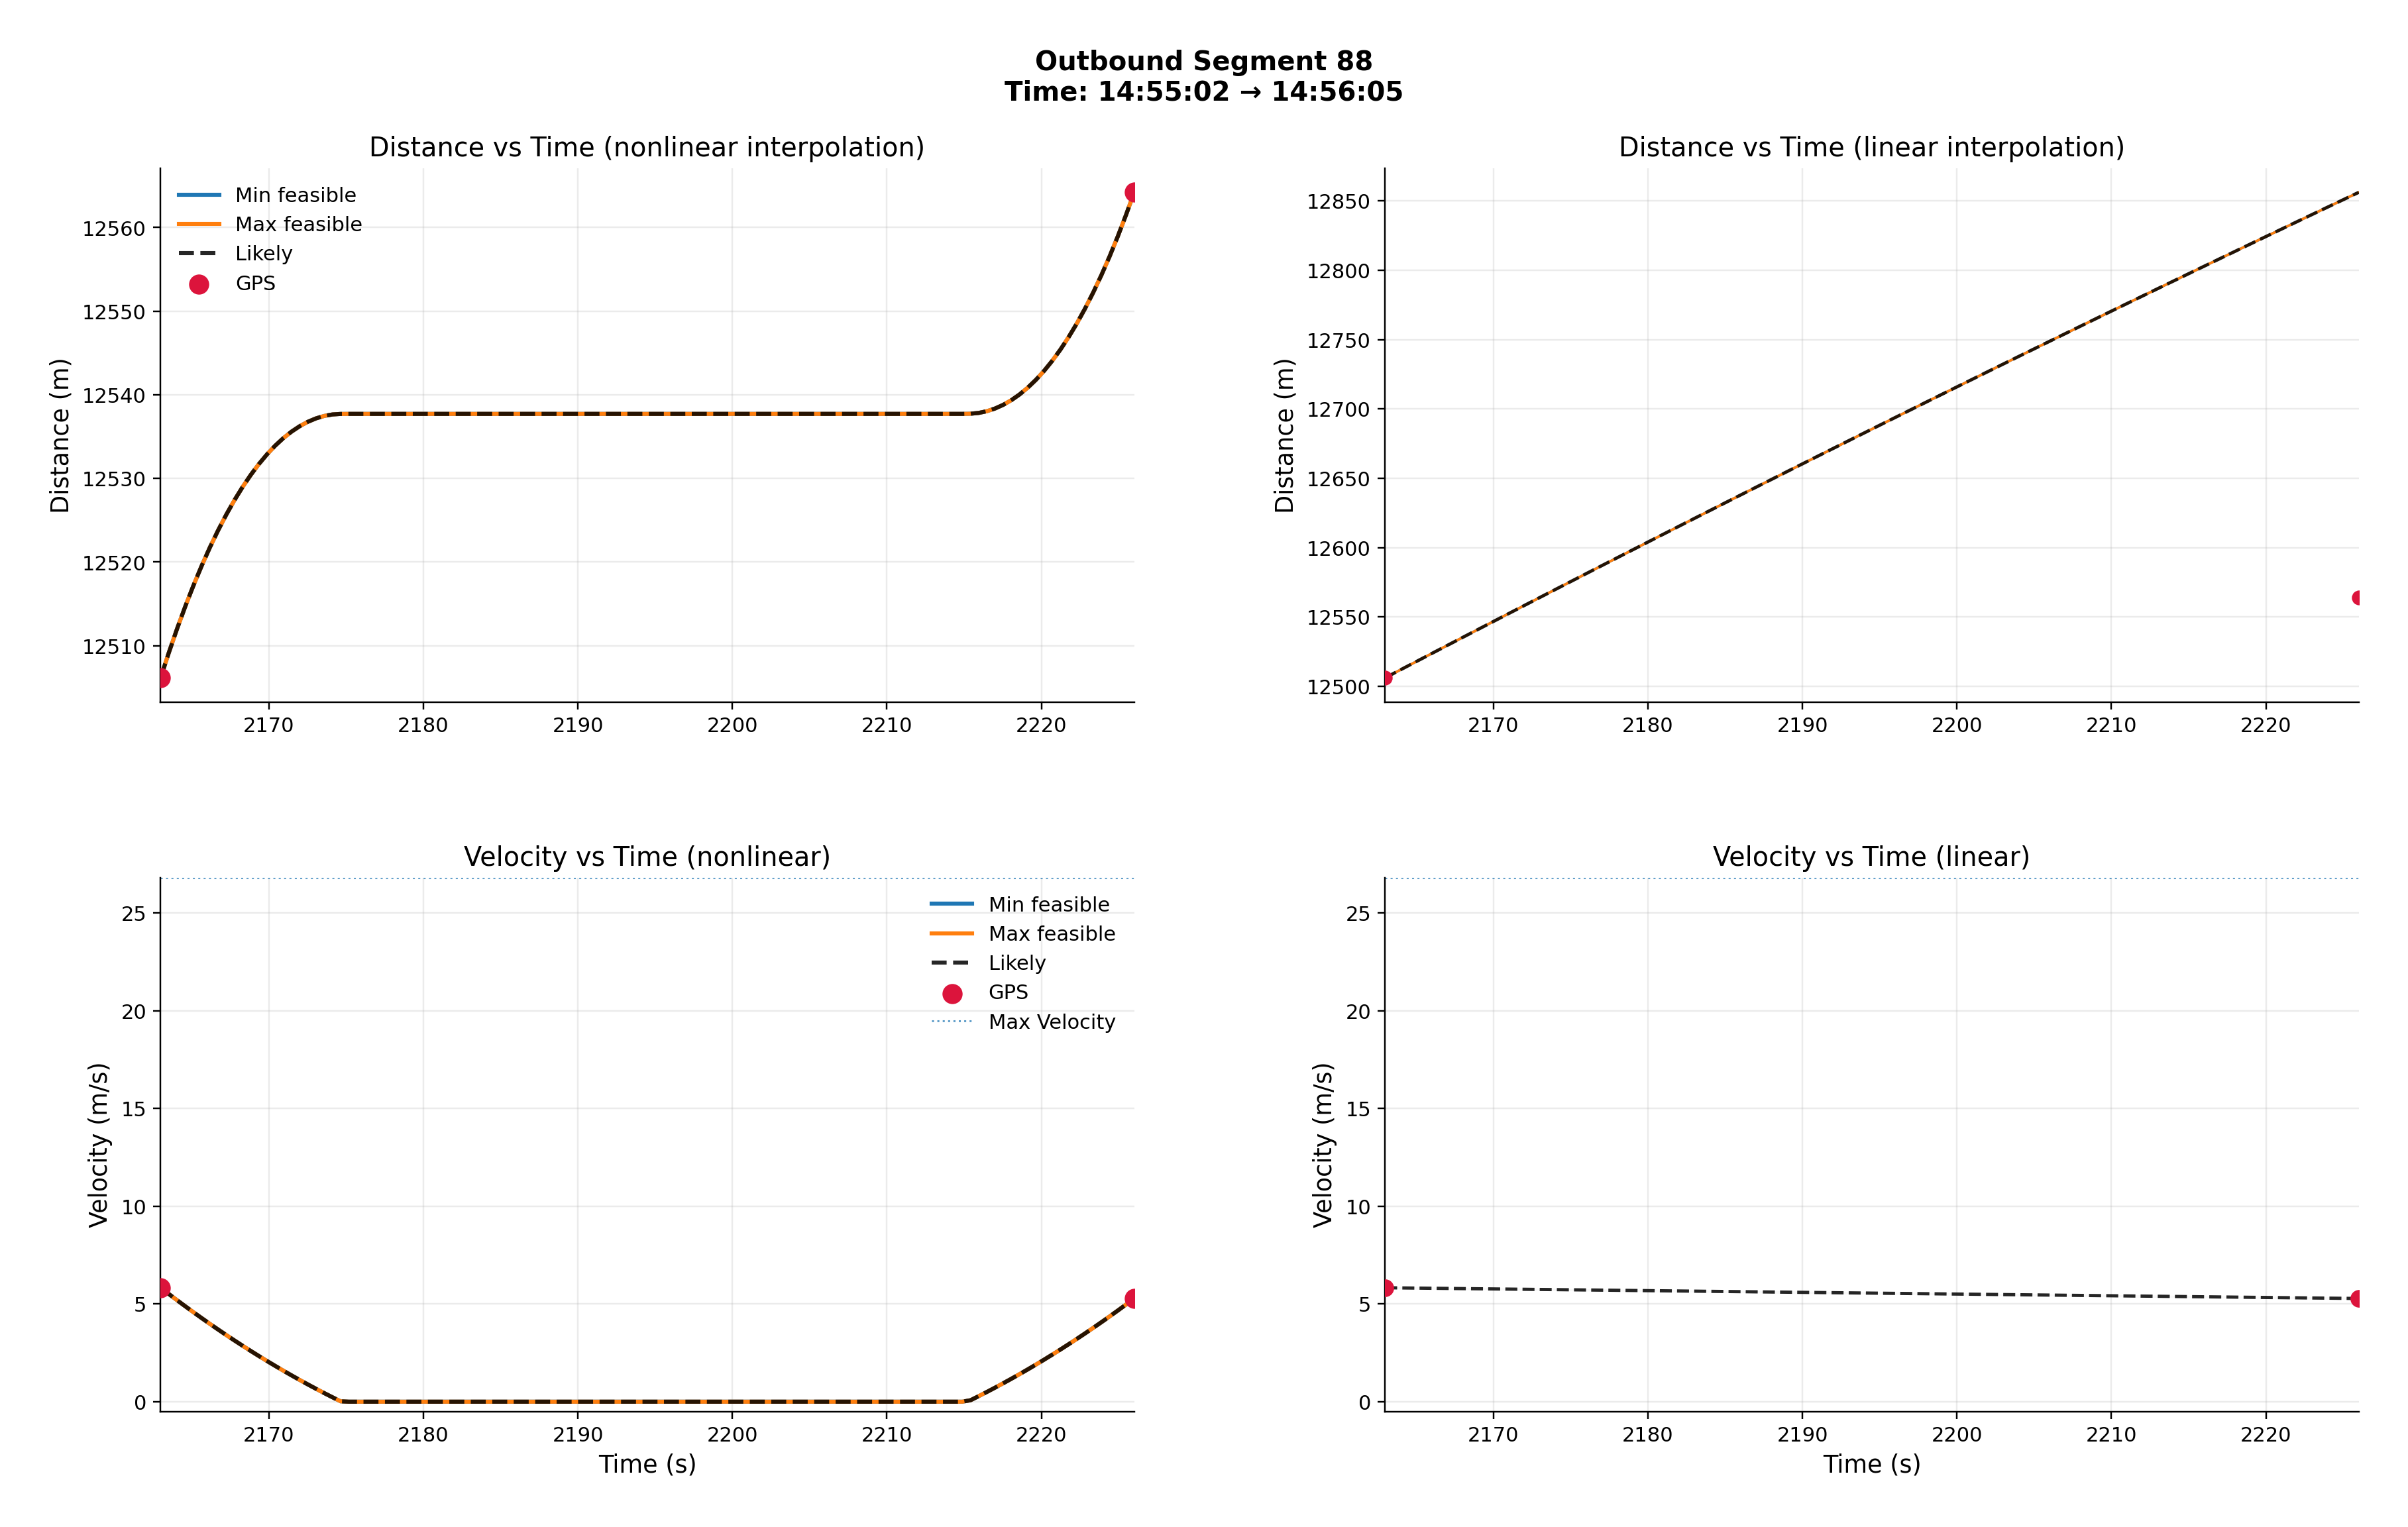 Outbound Segment 88
Time: 14:55:02 → 14:56:05
Distance vs Time (nonlinear interpolation)
Min feasible
Max feasible
Likely
GPS
12560
12550
12540
12530
12520
12510
Distance (m)
2170 2180 2190 2200 2210 2220
Distance vs Time (linear interpolation)
12850
12800
12750
12700
12650
12600
12550
12500
Distance (m)
2170 2180 2190 2200 2210 2220
Velocity vs Time (nonlinear)
Min feasible
Max feasible
Likely
GPS
Max Velocity
25
20
15
10
5
0
Velocity (m/s)
2170 2180 2190 2200 2210 2220
Time (s)
Velocity vs Time (linear)
25
20
15
10
5
0
Velocity (m/s)
2170 2180 2190 2200 2210 2220
Time (s)